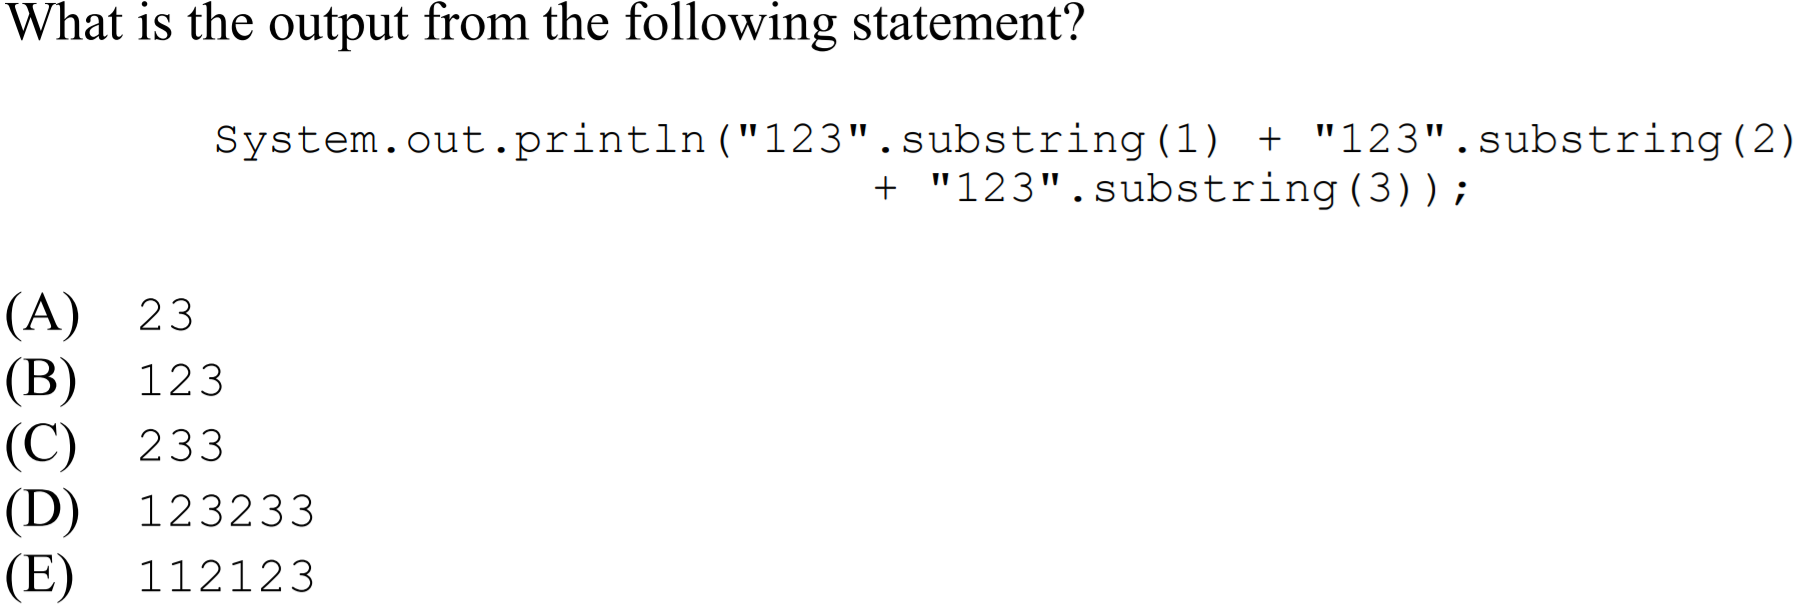 What is the output from the following statement?
System.out.println("123".substring(1) + "123".substring(2)
+ "123".substring(3));
(A) 23
(B) 123
(C) 233
(D) 123233
(E) 112123